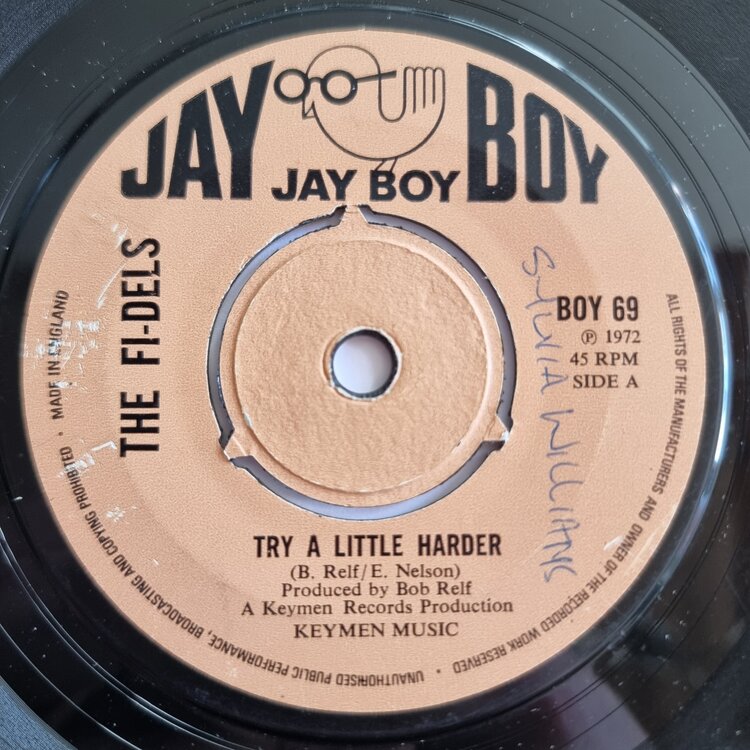 JAY BOY
JAY BOY
THE FI-DELS
BOY 69
℗ 1972
45 RPM
SIDE A
SYLVIA WILLIAMS
TRY A LITTLE HARDER
(B. Relf/E. Nelson)
Produced by Bob Relf
A Keymen Records Production
KEYMEN MUSIC
ALL RIGHTS OF THE MANUFACTURERS AND OWNER OF THE RECORDED WORK RESERVED • UNAUTHORISED PUBLIC PERFORMANCE, BROADCASTING AND COPYING PROHIBITED • MADE IN ENGLAND